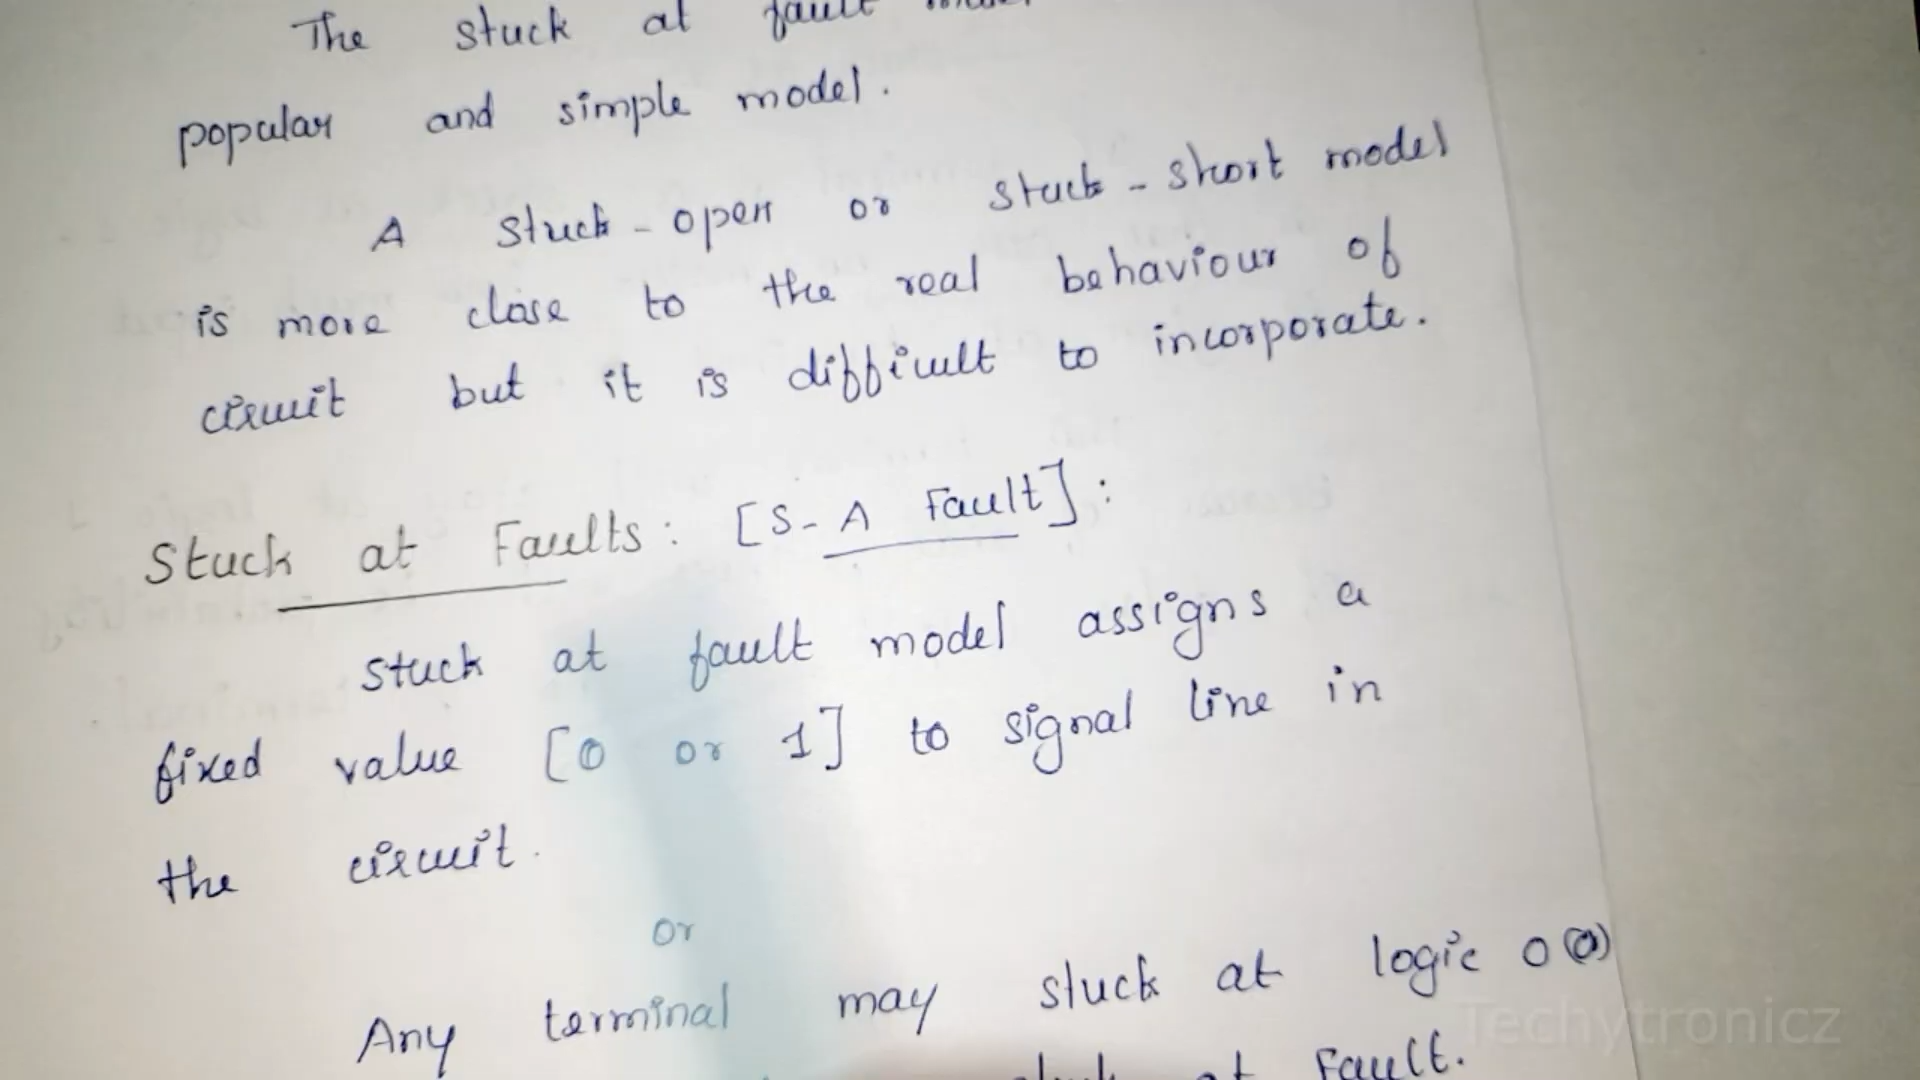 The stuck at fault
popular and simple model.
A stuck-open or stuck-short model
is more close to the real behaviour of
circuit but it is difficult to incorporate.
Stuck at Faults: [S-A Fault]:
stuck at fault model assigns a
fixed value [0 or 1] to signal line in
the circuit.
or
Any terminal may stuck at logic 0 (or)
at Fault.
Techytronicz